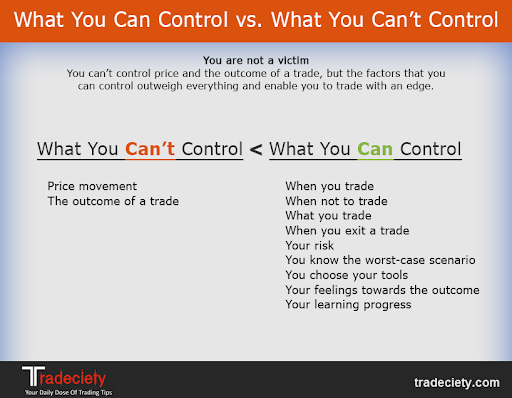 What You Can Control vs. What You Can't Control
You are not a victim
You can't control price and the outcome of a trade, but the factors that you
can control outweigh everything and enable you to trade with an edge.
What You Can't Control < What You Can Control
Price movement
The outcome of a trade
When you trade
When not to trade
What you trade
When you exit a trade
Your risk
You know the worst-case scenario
You choose your tools
Your feelings towards the outcome
Your learning progress
Tradeciety
Your Daily Dose Of Trading Tips
tradeciety.com